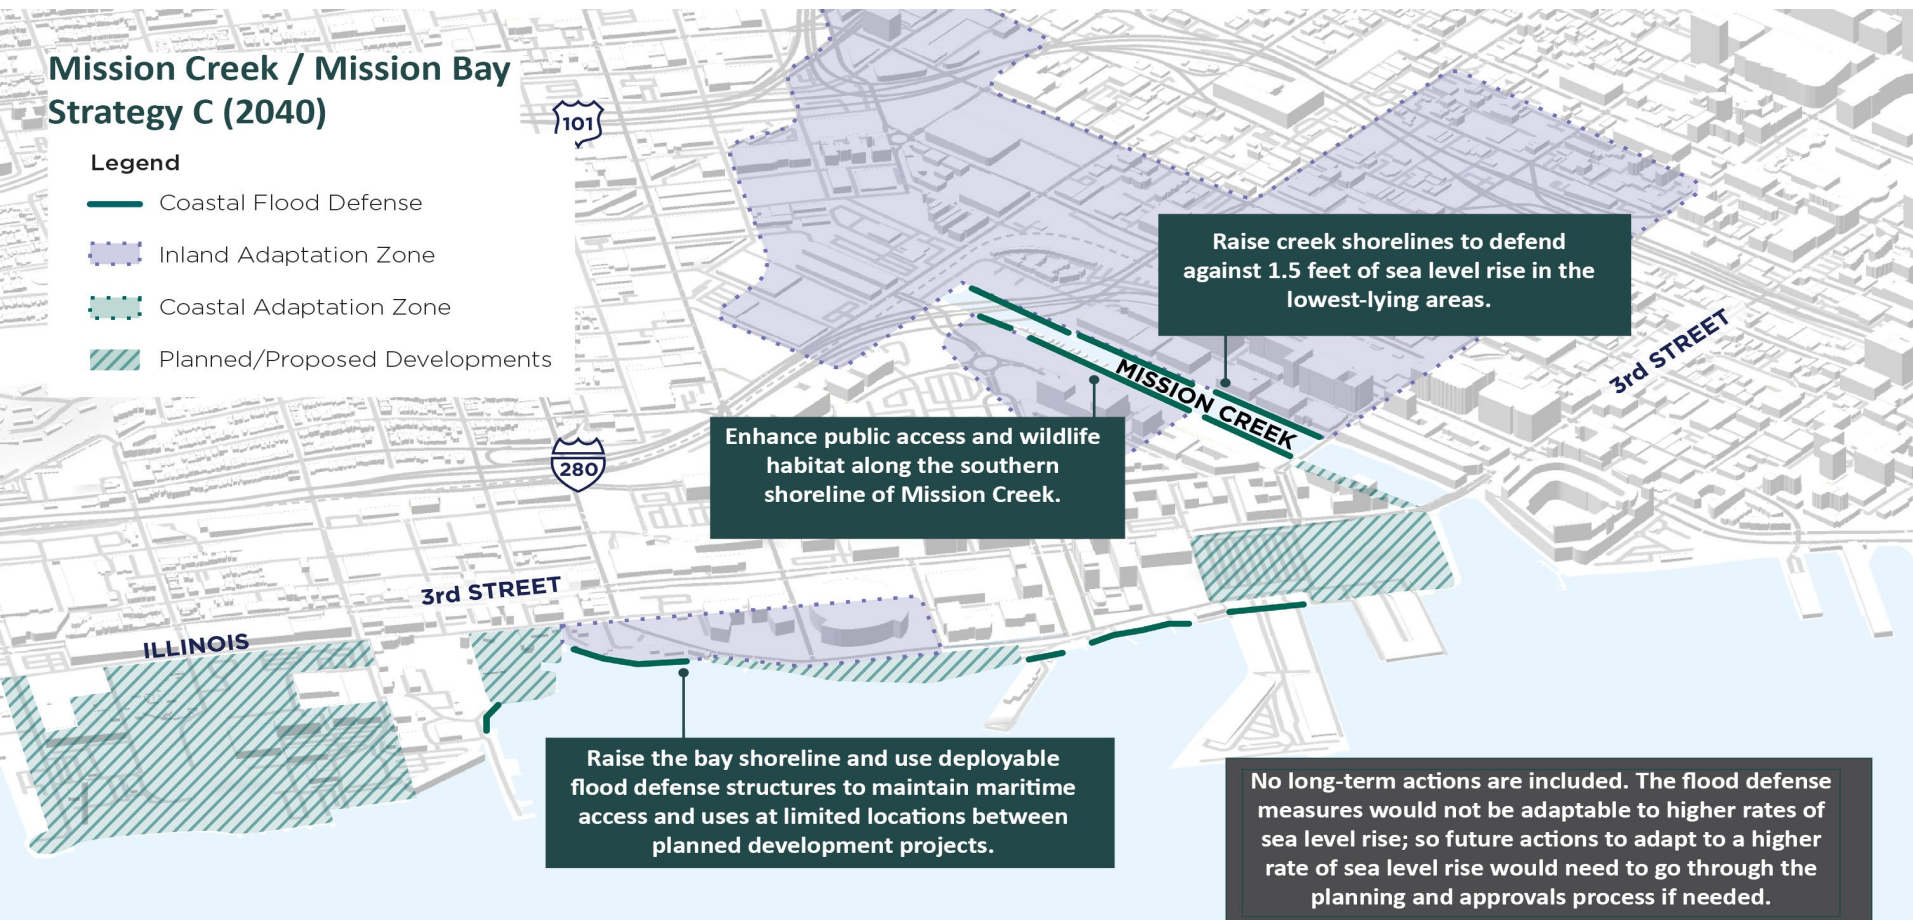 Mission Creek / Mission Bay
Strategy C (2040)
Legend
Coastal Flood Defense
Inland Adaptation Zone
Coastal Adaptation Zone
Planned/Proposed Developments
101
280
Raise creek shorelines to defend
against 1.5 feet of sea level rise in the
lowest-lying areas.
3rd STREET
MISSION CREEK
Enhance public access and wildlife
habitat along the southern
shoreline of Mission Creek.
3rd STREET
ILLINOIS
Raise the bay shoreline and use deployable
flood defense structures to maintain maritime
access and uses at limited locations between
planned development projects.
No long-term actions are included. The flood defense
measures would not be adaptable to higher rates of
sea level rise; so future actions to adapt to a higher
rate of sea level rise would need to go through the
planning and approvals process if needed.